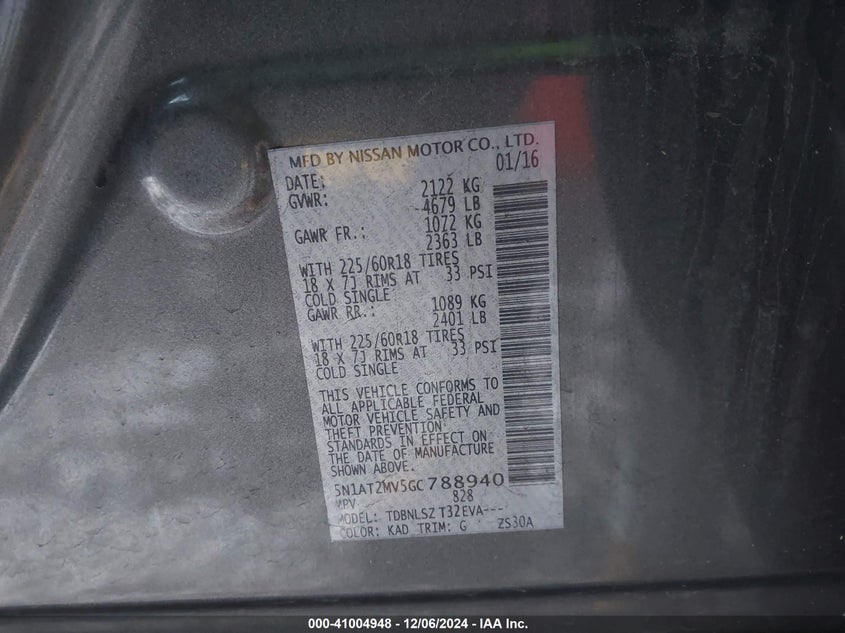 MFD BY NISSAN MOTOR CO., LTD.
DATE: 01/16
GVWR: 2122 KG
4679 LB
GAWR FR.: 1072 KG
2363 LB
WITH 225/60R18 TIRES
18 X 7J RIMS AT 33 PSI
COLD SINGLE
GAWR RR.: 1089 KG
2401 LB
WITH 225/60R18 TIRES
18 X 7J RIMS AT 33 PSI
COLD SINGLE
THIS VEHICLE CONFORMS TO
ALL APPLICABLE FEDERAL
MOTOR VEHICLE SAFETY AND
THEFT PREVENTION
STANDARDS IN EFFECT ON
THE DATE OF MANUFACTURE
SHOWN ABOVE.
5N1AT2MV5GC788940
MPV 828
MODEL: TDBNLSZ T32EVA---
COLOR: KAD TRIM: G ZS30A
000-41004948 - 12/06/2024 - IAA Inc.